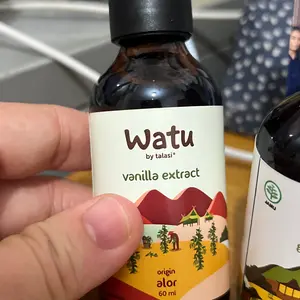 Watu
by talasi®
vanilla extract
origin
alor
60 ml